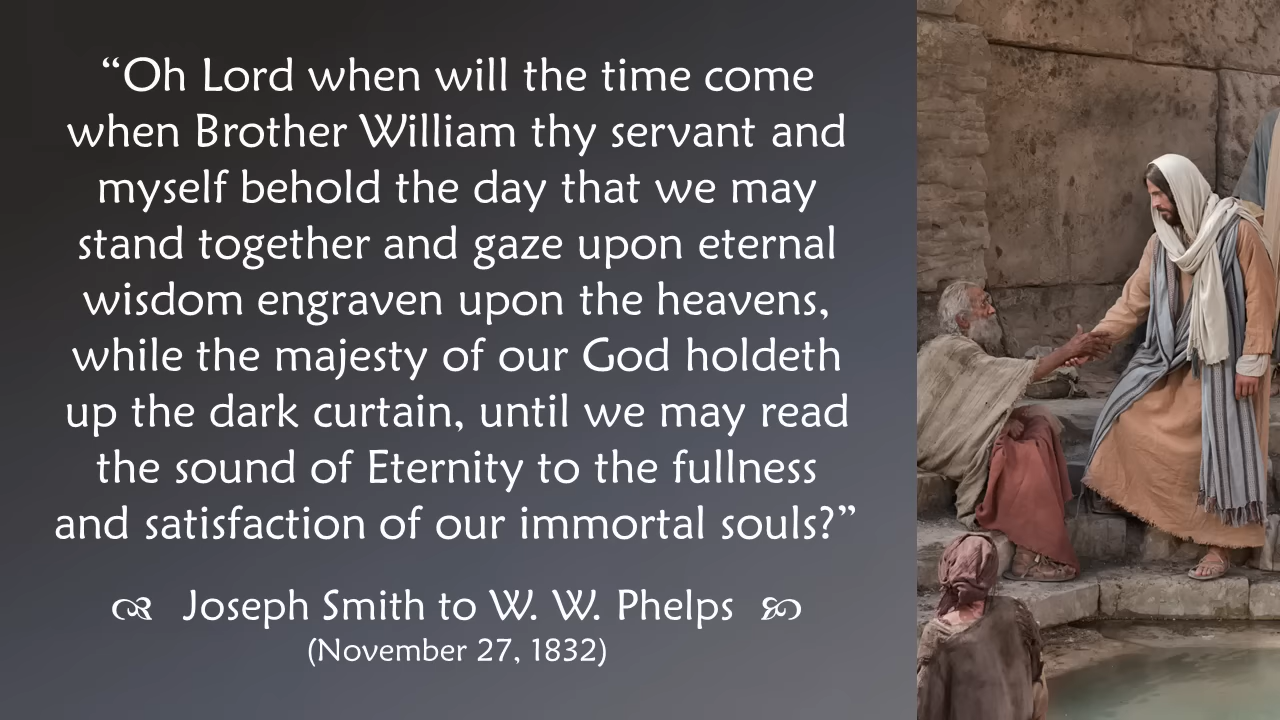 “Oh Lord when will the time come
when Brother William thy servant and
myself behold the day that we may
stand together and gaze upon eternal
wisdom engraven upon the heavens,
while the majesty of our God holdeth
up the dark curtain, until we may read
the sound of Eternity to the fullness
and satisfaction of our immortal souls?”
Joseph Smith to W. W. Phelps
(November 27, 1832)